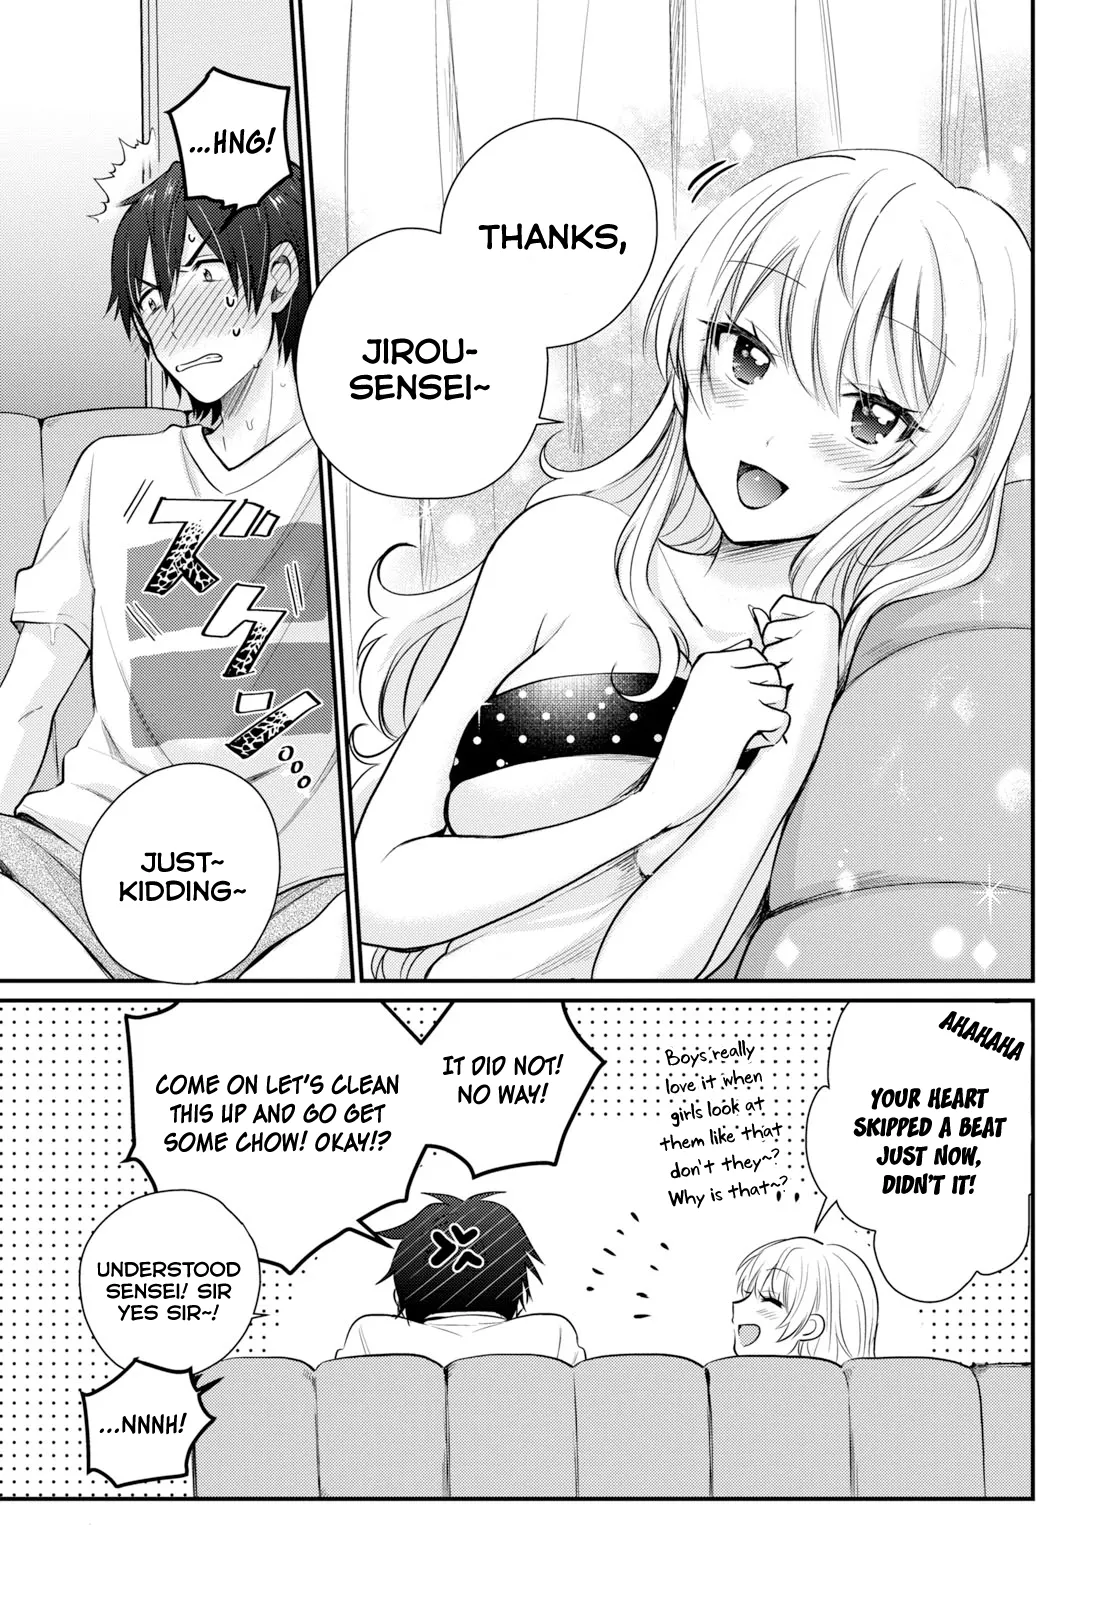 THANKS,
JIROU-
SENSEI~
...HNG!
ズグン...
JUST~
KIDDING~
AHAHAHA
YOUR HEART
SKIPPED A BEAT
JUST NOW,
DIDN'T IT!
Boys really
love it when
girls look at
them like that
don't they~?
Why is that~?
IT DID NOT!
NO WAY!
COME ON LET'S CLEAN
THIS UP AND GO GET
SOME CHOW! OKAY!?
UNDERSTOOD
SENSEI! SIR
YES SIR~!
...NNNH!